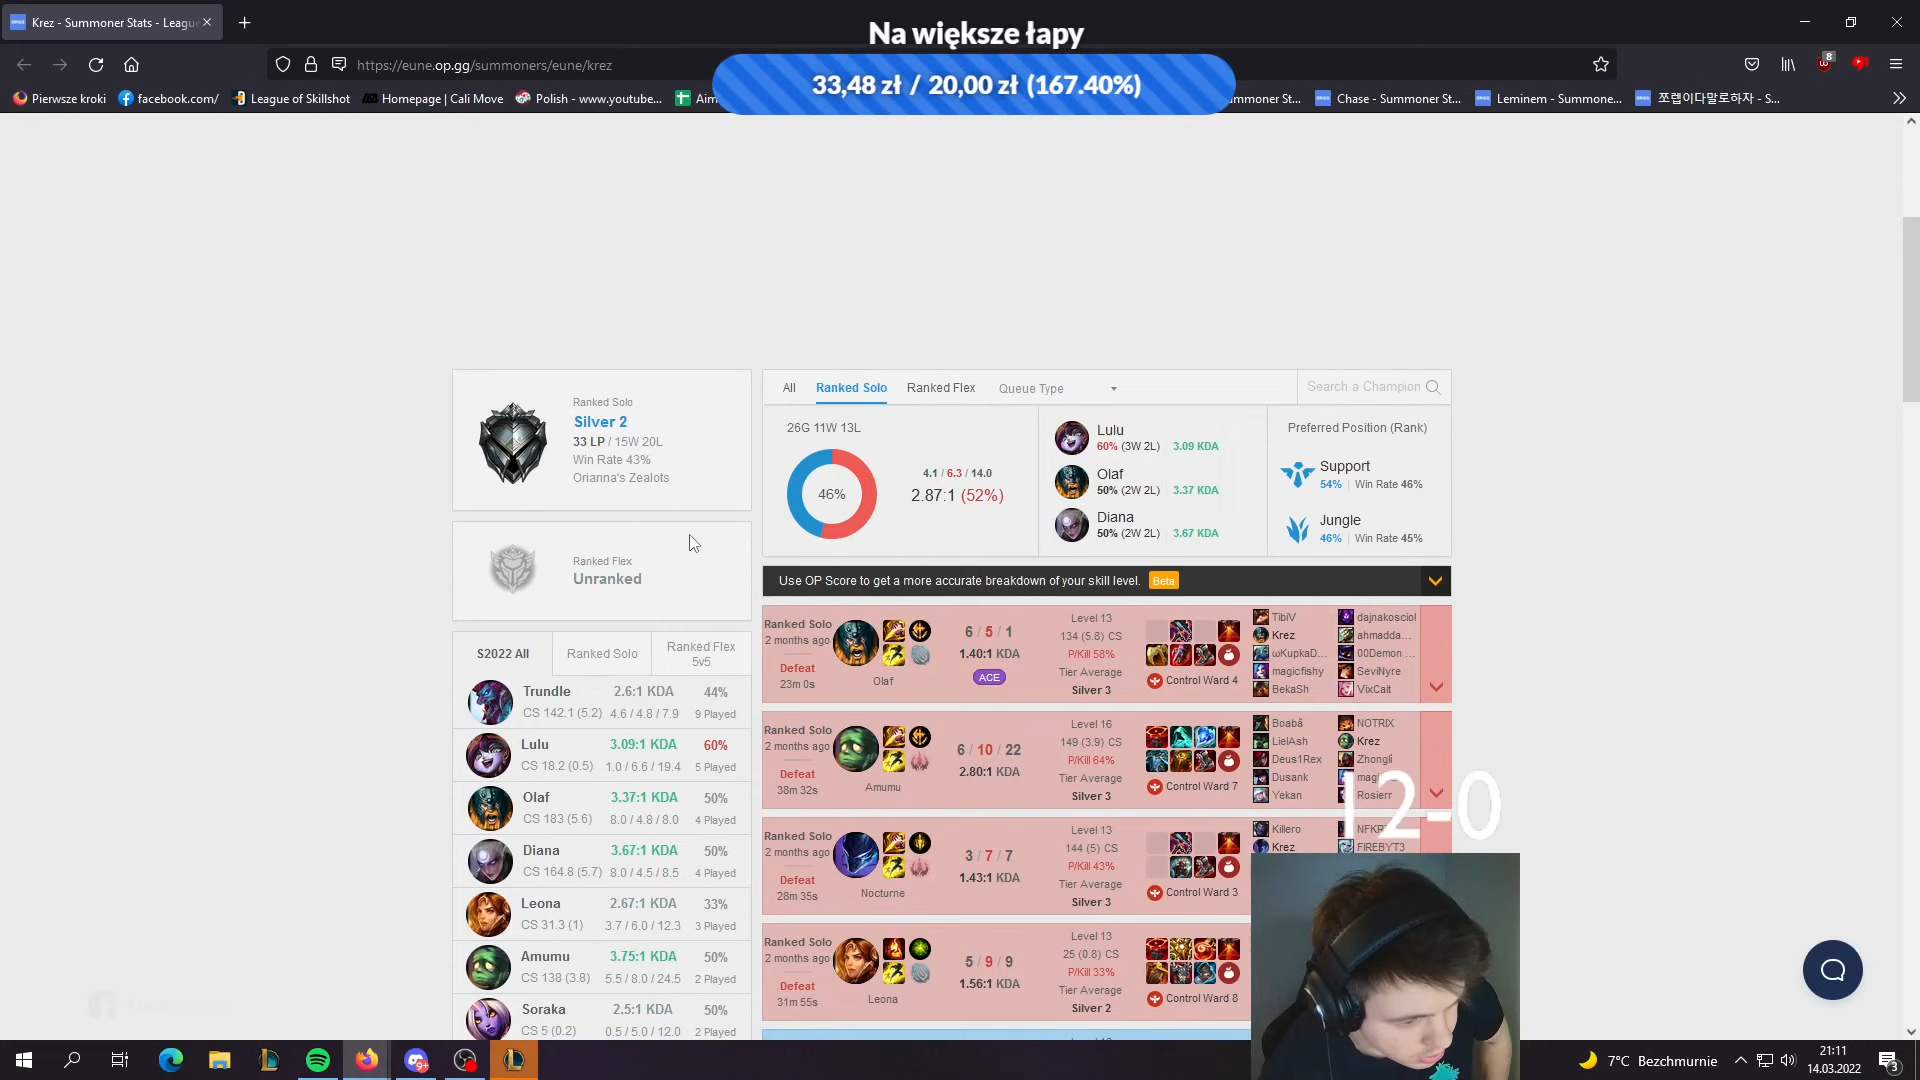 Krez - Summoner Stats - League
Na większe łapy
33,48 zł / 20,00 zł (167.40%)
https://eune.op.gg/summoners/eune/krez
8
Pierwsze kroki
facebook.com/
League of Skillshot
Homepage | Cali Move
Polish - www.youtube...
Aim
mmoner St...
Chase - Summoner St...
Leminem - Summone...
쪼렙이다말로하자 - S...
Ranked Solo
Silver 2
33 LP / 15W 20L
Win Rate 43%
Orianna's Zealots
Ranked Flex
Unranked
S2022 All
Ranked Solo
Ranked Flex 5v5
Trundle
CS 142.1 (5.2)
2.6:1 KDA
4.6 / 4.8 / 7.9
44%
9 Played
Lulu
CS 18.2 (0.5)
3.09:1 KDA
1.0 / 6.6 / 19.4
60%
5 Played
Olaf
CS 183 (5.6)
3.37:1 KDA
8.0 / 4.8 / 8.0
50%
4 Played
Diana
CS 164.8 (5.7)
3.67:1 KDA
8.0 / 4.5 / 8.5
50%
4 Played
Leona
CS 31.3 (1)
2.67:1 KDA
3.7 / 6.0 / 12.3
33%
3 Played
Amumu
CS 138 (3.8)
3.75:1 KDA
5.5 / 8.0 / 24.5
50%
2 Played
Soraka
CS 5 (0.2)
2.5:1 KDA
0.5 / 5.0 / 12.0
50%
2 Played
All
Ranked Solo
Ranked Flex
Queue Type
Search a Champion
26G 11W 13L
46%
4.1 / 6.3 / 14.0
2.87:1 (52%)
Lulu
60% (3W 2L) 3.09 KDA
Olaf
50% (2W 2L) 3.37 KDA
Diana
50% (2W 2L) 3.67 KDA
Preferred Position (Rank)
Support
54% | Win Rate 46%
Jungle
46% | Win Rate 45%
Use OP Score to get a more accurate breakdown of your skill level. Beta
Ranked Solo
2 months ago
Defeat
23m 0s
Olaf
6 / 5 / 1
1.40:1 KDA
ACE
Level 13
134 (5.8) CS
P/Kill 58%
Tier Average
Silver 3
Control Ward 4
TibiV
Krez
ωKupkaD...
magicfishy
BekaSh
dajnakosciol
ahmadda...
00Demon ...
SeviNyre
VixCait
Ranked Solo
2 months ago
Defeat
38m 32s
Amumu
6 / 10 / 22
2.80:1 KDA
Level 16
149 (3.9) CS
P/Kill 64%
Tier Average
Silver 3
Control Ward 7
Boabă
LielAsh
Deus1Rex
Dusank
Yekan
NOTRIX
Krez
Zhongli
Rosierr
12-0
Ranked Solo
2 months ago
Defeat
28m 35s
Nocturne
3 / 7 / 7
1.43:1 KDA
Level 13
144 (5) CS
P/Kill 43%
Tier Average
Silver 3
Control Ward 3
Killero
Krez
FIREBYT3
Ranked Solo
2 months ago
Defeat
31m 55s
Leona
5 / 9 / 9
1.56:1 KDA
Level 13
25 (0.8) CS
P/Kill 33%
Tier Average
Silver 2
Control Ward 8
9+
7°C Bezchmurnie
21:11
14.03.2022
3